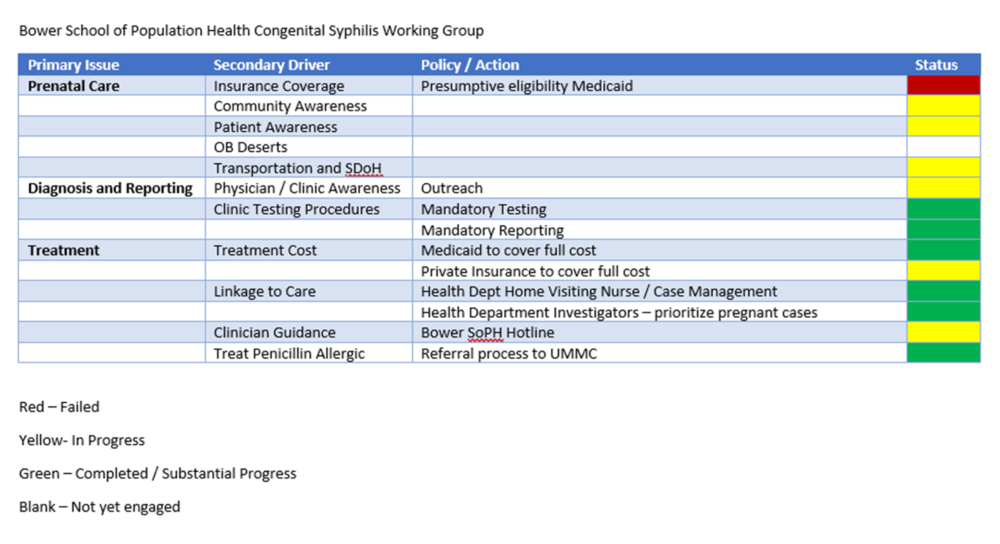 Bower School of Population Health Congenital Syphilis Working Group
Primary Issue Secondary Driver Policy / Action Status
Prenatal Care Insurance Coverage Presumptive eligibility Medicaid
Community Awareness
Patient Awareness
OB Deserts
Transportation and SDoH
Diagnosis and Reporting Physician / Clinic Awareness Outreach
Clinic Testing Procedures Mandatory Testing
Mandatory Reporting
Treatment Treatment Cost Medicaid to cover full cost
Private Insurance to cover full cost
Linkage to Care Health Dept Home Visiting Nurse / Case Management
Health Department Investigators – prioritize pregnant cases
Clinician Guidance Bower SoPH Hotline
Treat Penicillin Allergic Referral process to UMMC
Red – Failed
Yellow- In Progress
Green – Completed / Substantial Progress
Blank – Not yet engaged